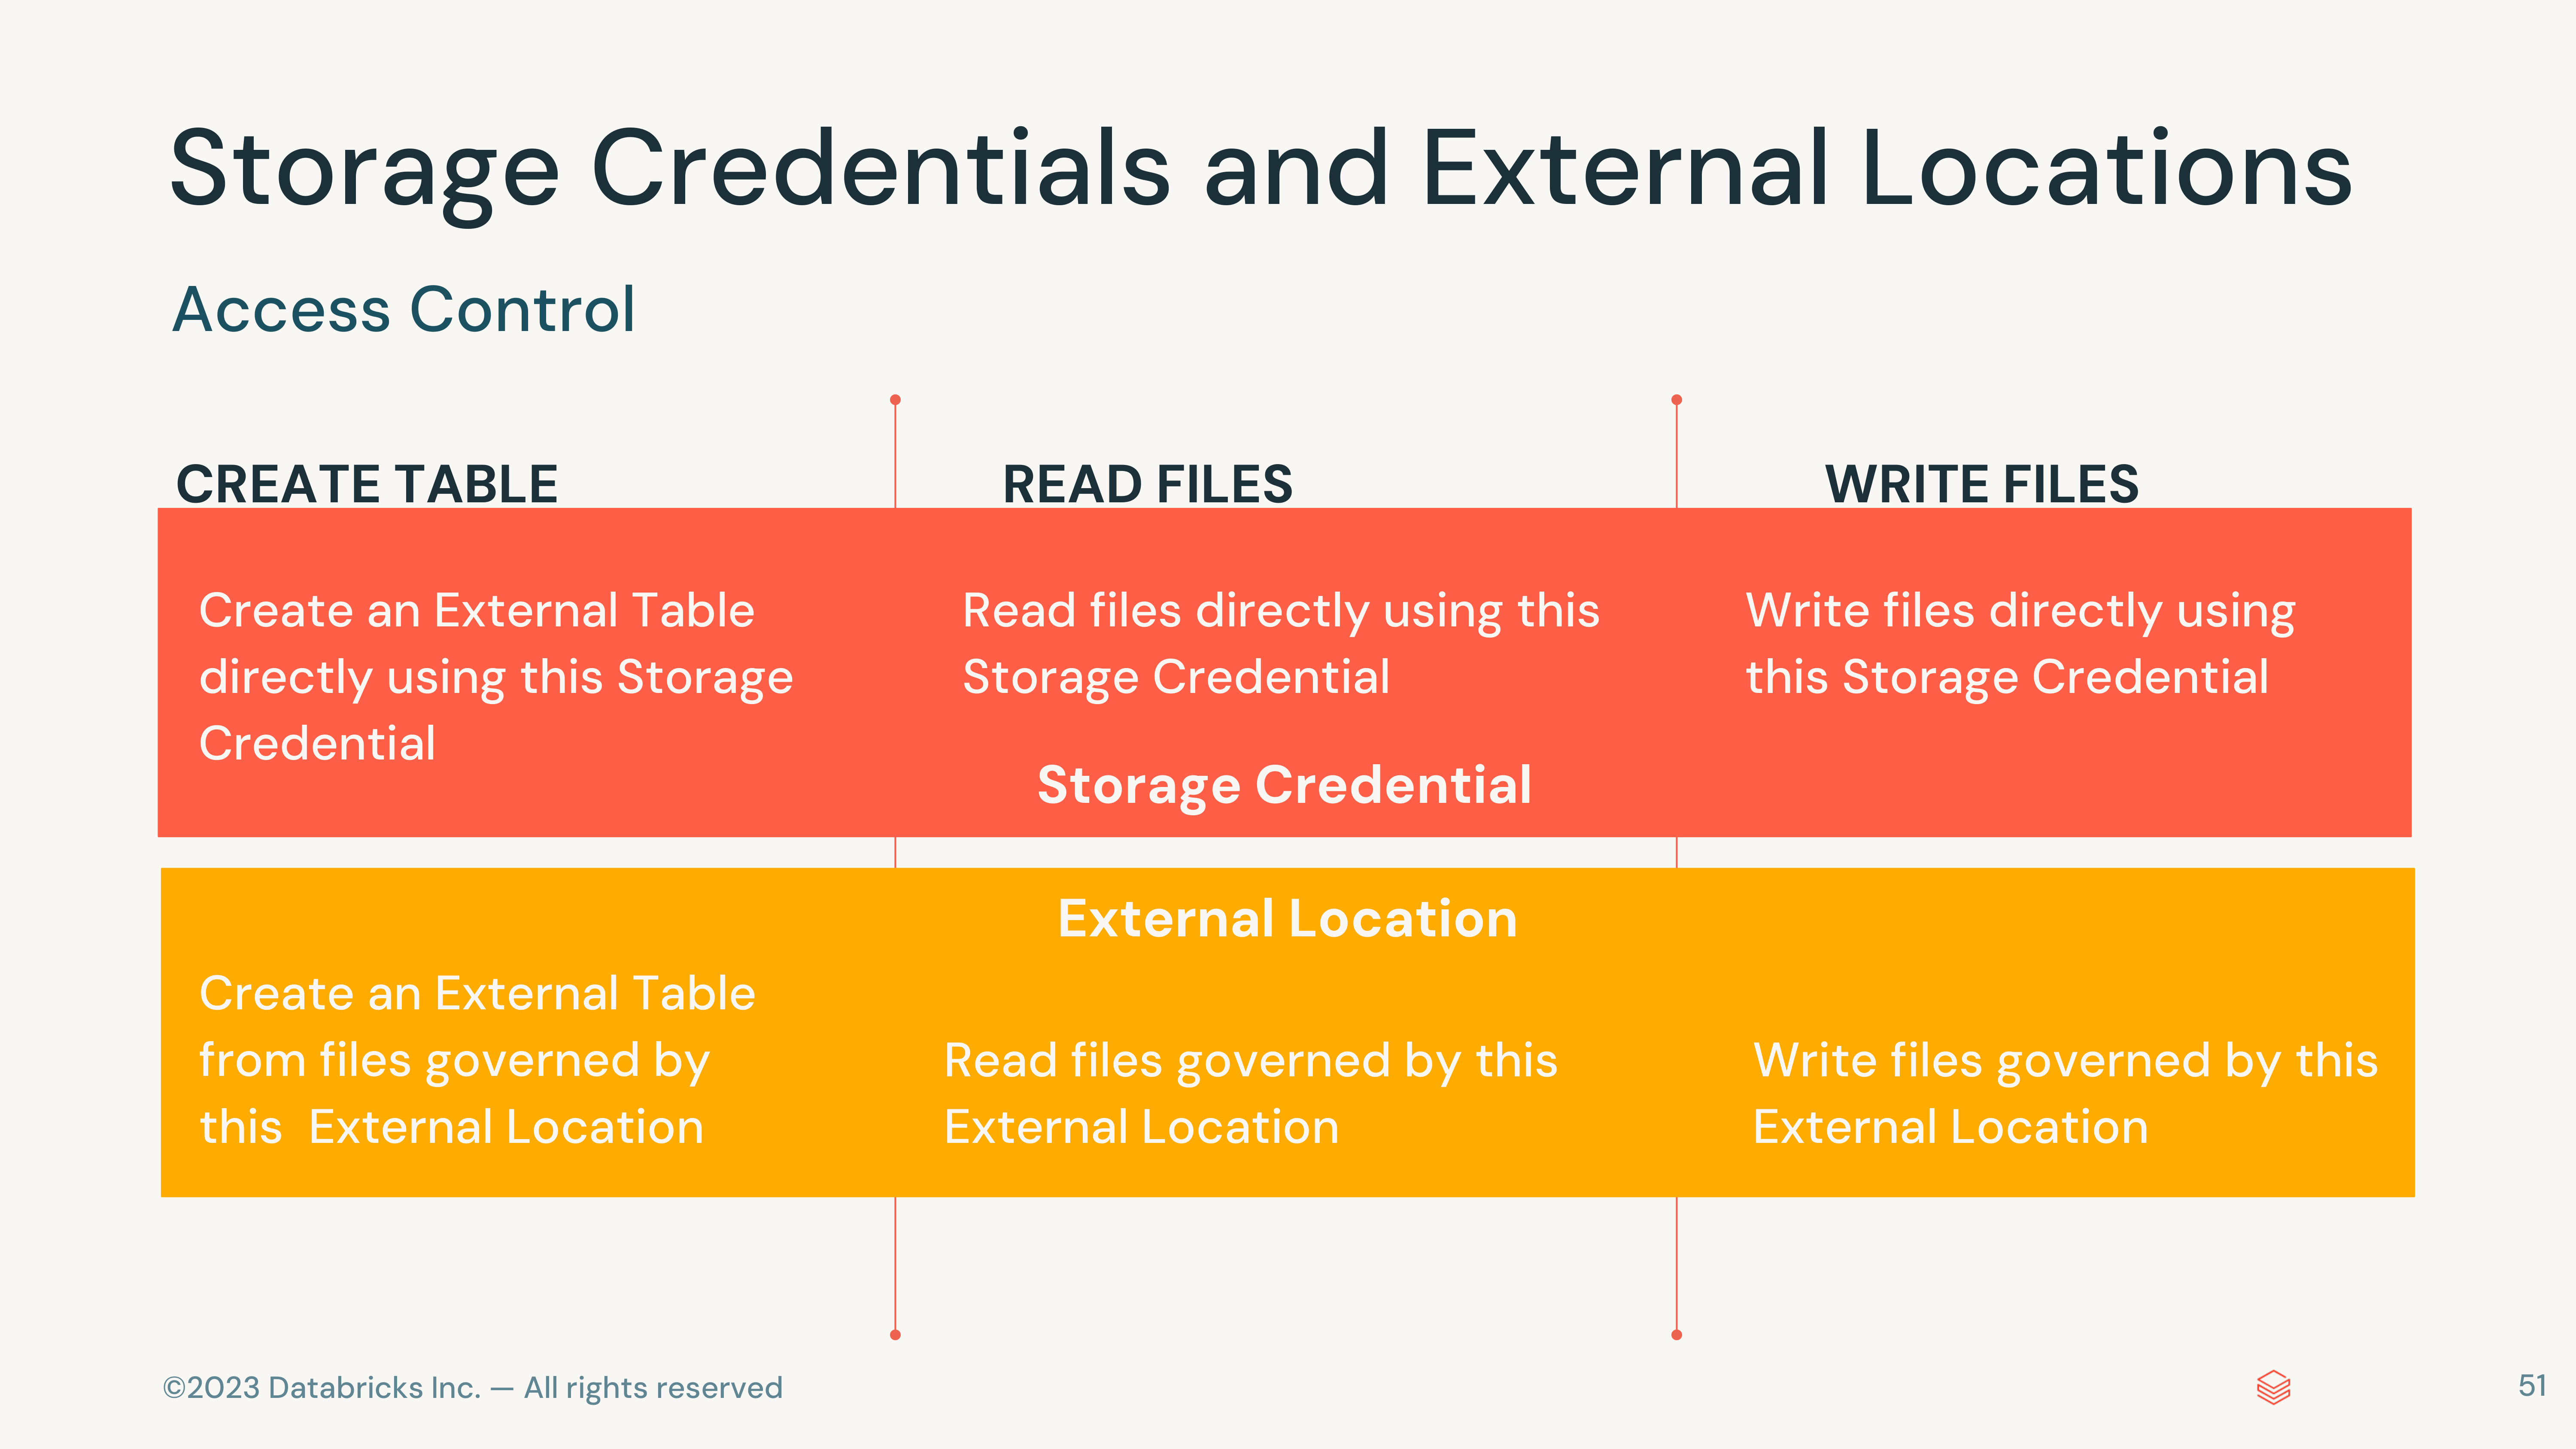 Storage Credentials and External Locations
Access Control
CREATE TABLE
READ FILES
WRITE FILES
Create an External Table
directly using this Storage
Credential
Read files directly using this
Storage Credential
Write files directly using
this Storage Credential
Storage Credential
External Location
Create an External Table
from files governed by
this  External Location
Read files governed by this
External Location
Write files governed by this
External Location
©2023 Databricks Inc. — All rights reserved
51